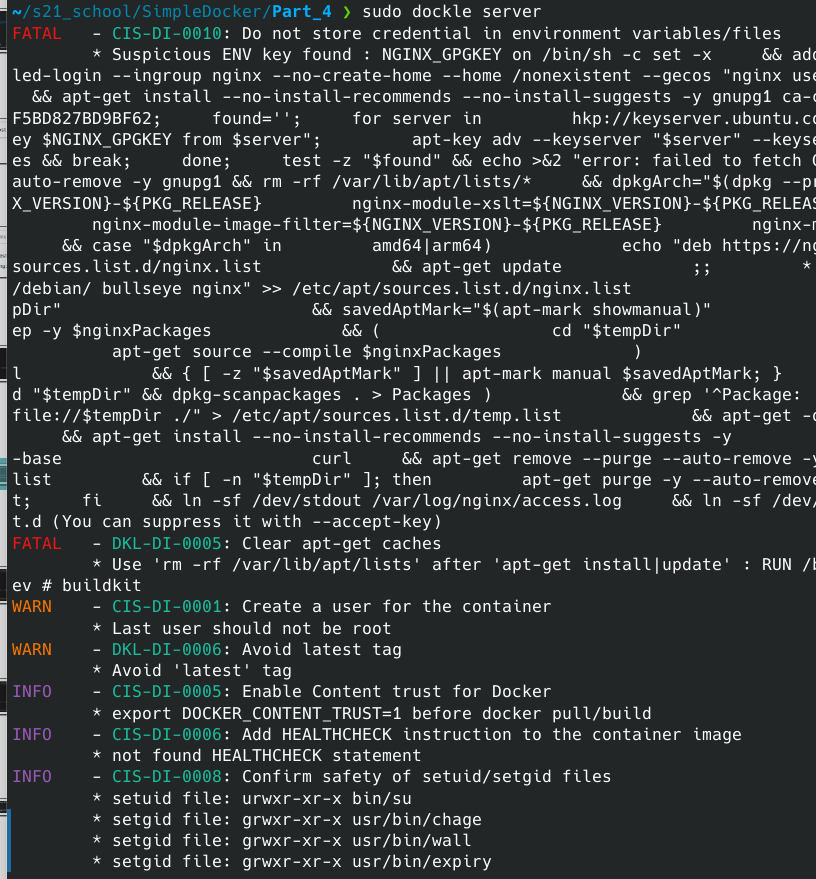 ~/s21_school/SimpleDocker/Part_4 ❯ sudo dockle server
FATAL - CIS-DI-0010: Do not store credential in environment variables/files
* Suspicious ENV key found : NGINX_GPGKEY on /bin/sh -c set -x && add
led-login --ingroup nginx --no-create-home --home /nonexistent --gecos "nginx use
&& apt-get install --no-install-recommends --no-install-suggests -y gnupg1 ca-c
F5BD827BD9BF62; found=''; for server in hkp://keyserver.ubuntu.co
ey $NGINX_GPGKEY from $server"; apt-key adv --keyserver "$server" --keyse
es && break; done; test -z "$found" && echo >&2 "error: failed to fetch G
auto-remove -y gnupg1 && rm -rf /var/lib/apt/lists/* && dpkgArch="$(dpkg --pr
X_VERSION}-${PKG_RELEASE} nginx-module-xslt=${NGINX_VERSION}-${PKG_RELEAS
nginx-module-image-filter=${NGINX_VERSION}-${PKG_RELEASE} nginx-m
&& case "$dpkgArch" in amd64|arm64) echo "deb https://ng
sources.list.d/nginx.list && apt-get update ;; *
/debian/ bullseye nginx" >> /etc/apt/sources.list.d/nginx.list
pDir" && savedAptMark="$(apt-mark showmanual)"
ep -y $nginxPackages && ( cd "$tempDir"
apt-get source --compile $nginxPackages )
l && { [ -z "$savedAptMark" ] || apt-mark manual $savedAptMark; }
d "$tempDir" && dpkg-scanpackages . > Packages ) && grep '^Package:
file://$tempDir ./" > /etc/apt/sources.list.d/temp.list && apt-get -o
&& apt-get install --no-install-recommends --no-install-suggests -y
-base curl && apt-get remove --purge --auto-remove -y
list && if [ -n "$tempDir" ]; then apt-get purge -y --auto-remove
t; fi && ln -sf /dev/stdout /var/log/nginx/access.log && ln -sf /dev/
t.d (You can suppress it with --accept-key)
FATAL - DKL-DI-0005: Clear apt-get caches
* Use 'rm -rf /var/lib/apt/lists' after 'apt-get install|update' : RUN /b
ev # buildkit
WARN - CIS-DI-0001: Create a user for the container
* Last user should not be root
WARN - DKL-DI-0006: Avoid latest tag
* Avoid 'latest' tag
INFO - CIS-DI-0005: Enable Content trust for Docker
* export DOCKER_CONTENT_TRUST=1 before docker pull/build
INFO - CIS-DI-0006: Add HEALTHCHECK instruction to the container image
* not found HEALTHCHECK statement
INFO - CIS-DI-0008: Confirm safety of setuid/setgid files
* setuid file: urwxr-xr-x bin/su
* setgid file: grwxr-xr-x usr/bin/chage
* setgid file: grwxr-xr-x usr/bin/wall
* setgid file: grwxr-xr-x usr/bin/expiry